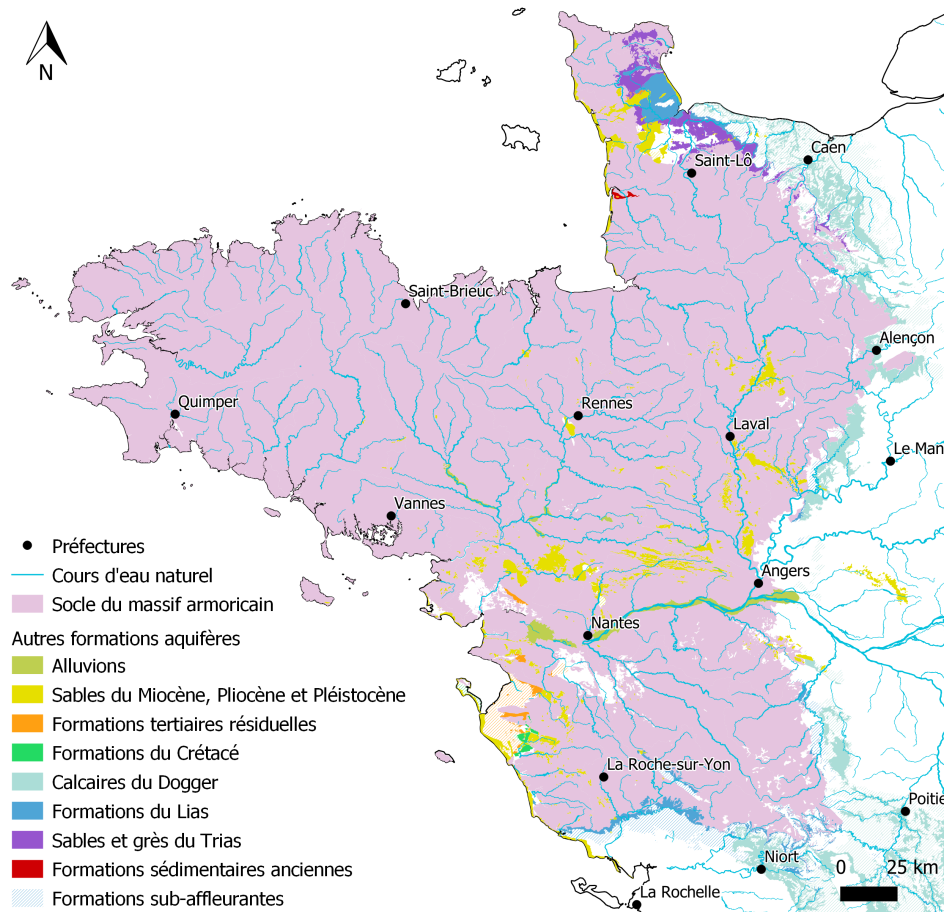 N
Caen
Saint-Lô
Saint-Brieuc
Alençon
Quimper
Rennes
Laval
Le Man
Vannes
Angers
Nantes
La Roche-sur-Yon
Poitie
Niort
La Rochelle
0 25 km
Préfectures
Cours d'eau naturel
Socle du massif armoricain
Autres formations aquifères
Alluvions
Sables du Miocène, Pliocène et Pléistocène
Formations tertiaires résiduelles
Formations du Crétacé
Calcaires du Dogger
Formations du Lias
Sables et grès du Trias
Formations sédimentaires anciennes
Formations sub-affleurantes